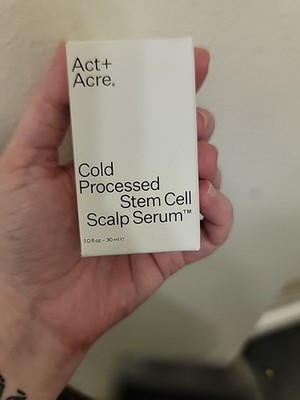 Act+
Acre.
Cold
Processed
Stem Cell
Scalp Serum™
1.0 fl oz – 30 ml ℮